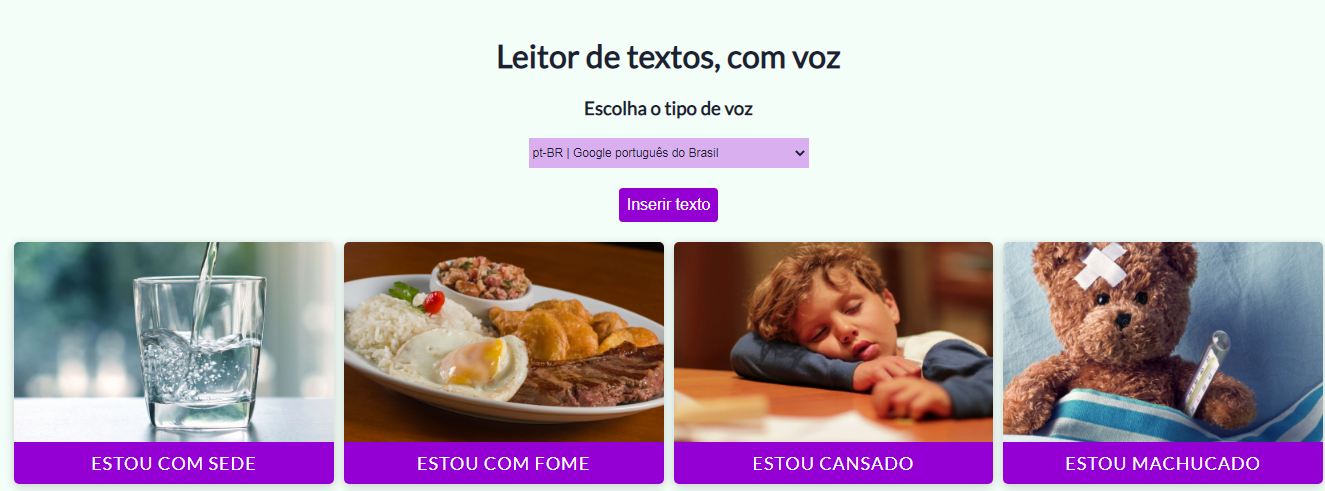 Leitor de textos, com voz
Escolha o tipo de voz
pt-BR | Google português do Brasil
Inserir texto
ESTOU COM SEDE
ESTOU COM FOME
ESTOU CANSADO
ESTOU MACHUCADO